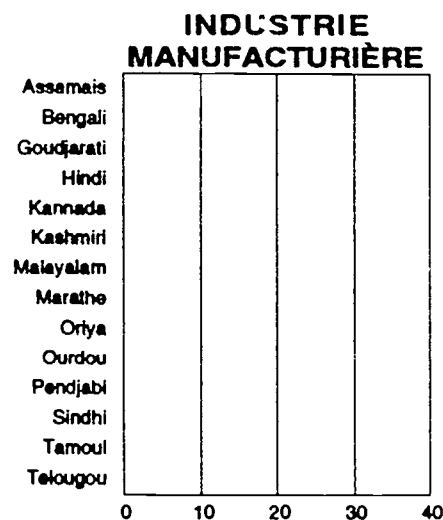 INDUSTRIE
MANUFACTURIÈRE
Assamais
Bengali
Goudjarati
Hindi
Kannada
Kashmiri
Malayalam
Marathe
Oriya
Ourdou
Pendjabi
Sindhi
Tamoul
Telougou
0 10 20 30 40